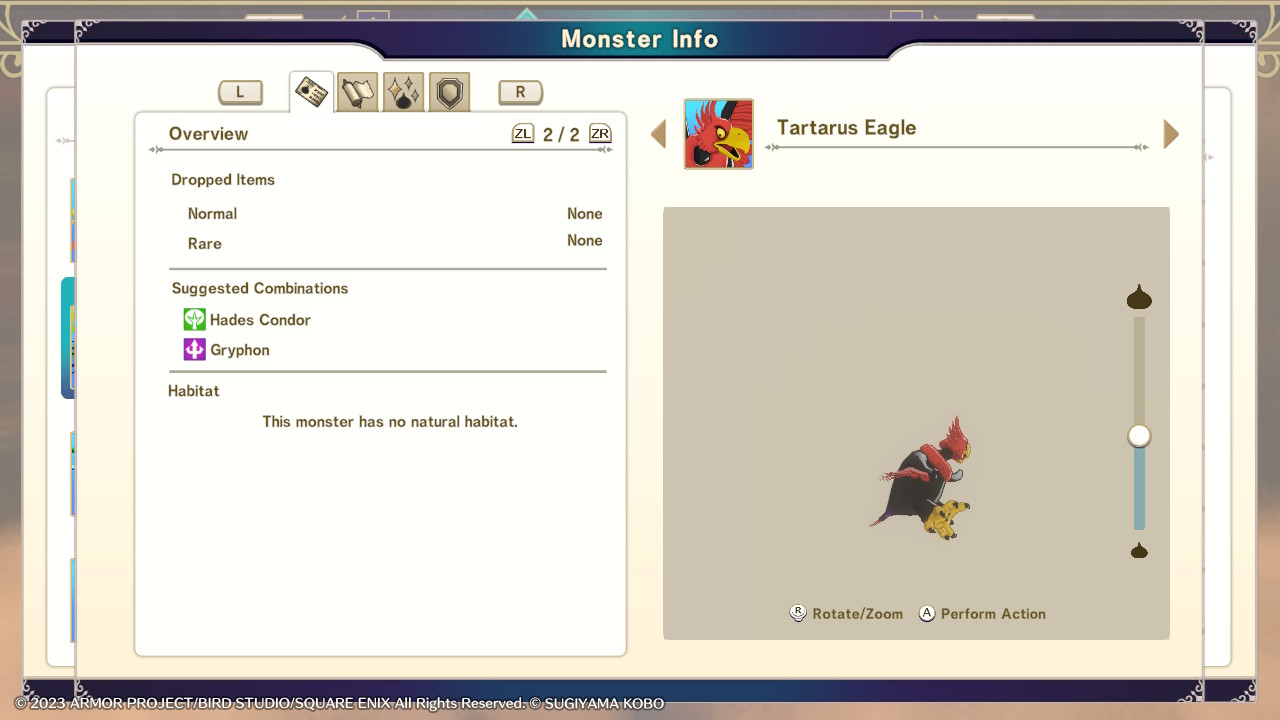 Monster Info
L
R
Overview
ZL 2 / 2 ZR
Dropped Items
Normal None
Rare None
Suggested Combinations
Hades Condor
Gryphon
Habitat
This monster has no natural habitat.
Tartarus Eagle
R Rotate/Zoom A Perform Action
© 2023 ARMOR PROJECT/BIRD STUDIO/SQUARE ENIX All Rights Reserved. © SUGIYAMA KOBO